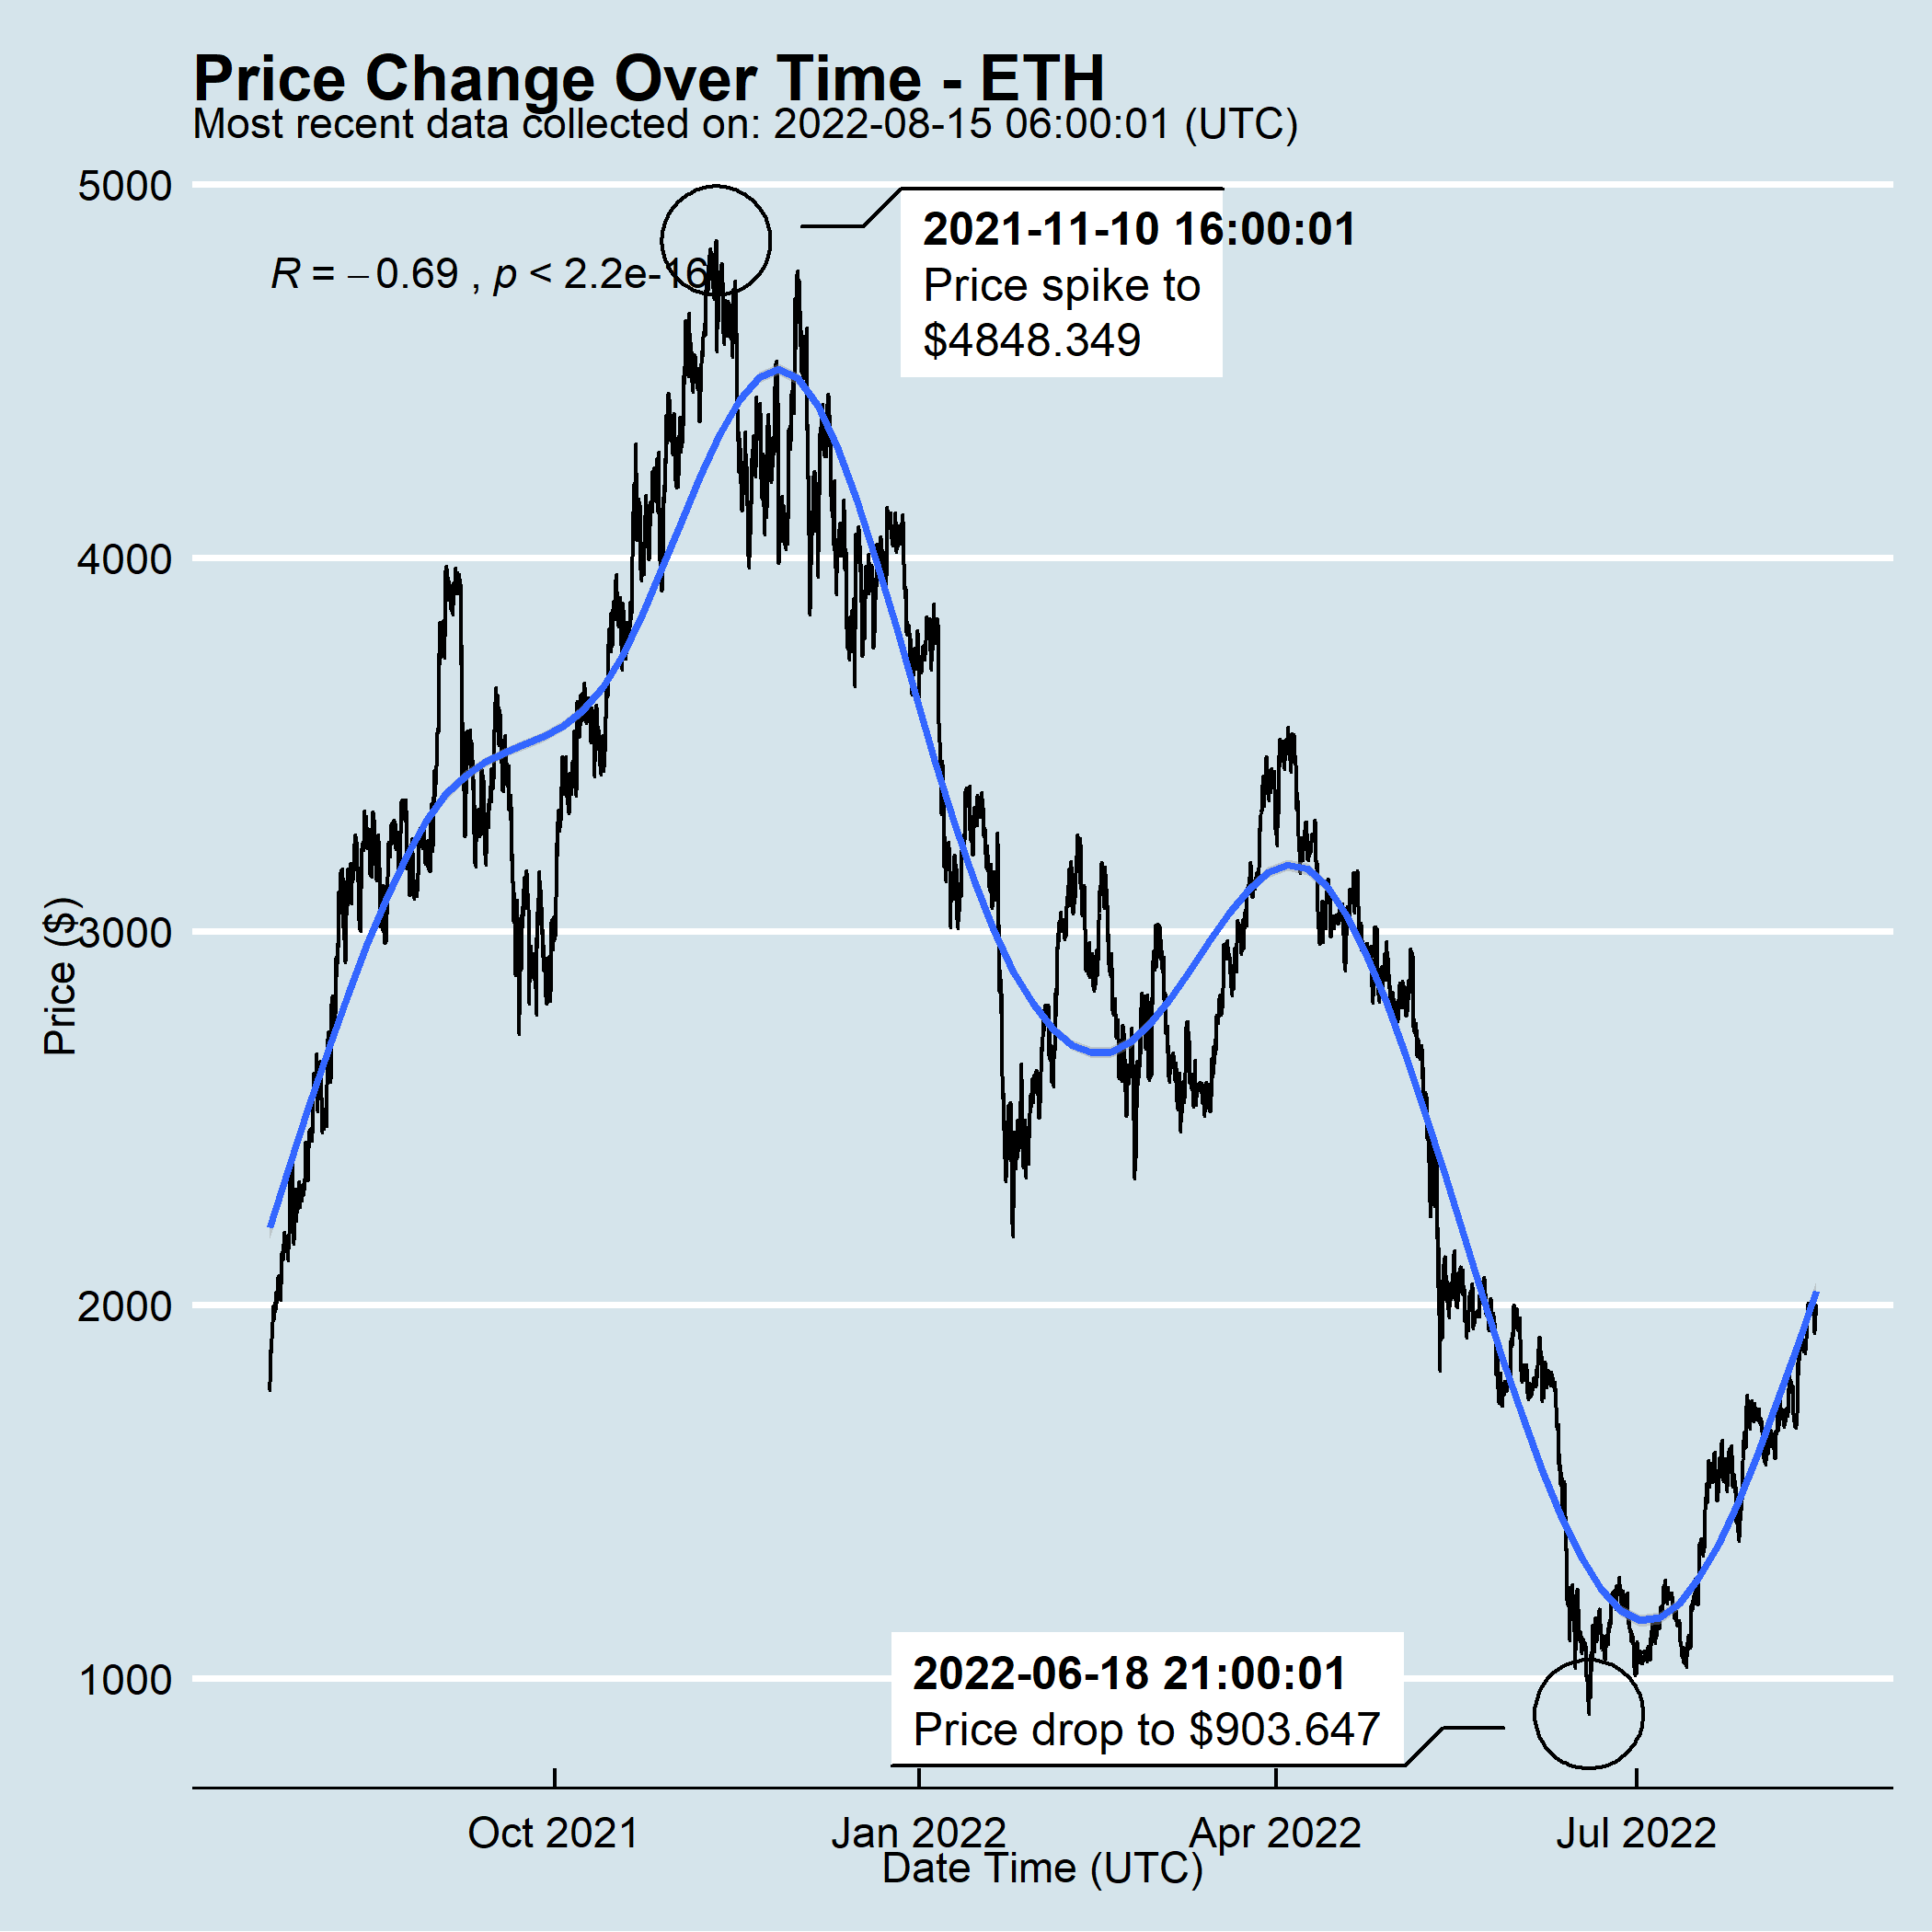 Price Change Over Time - ETH
Most recent data collected on: 2022-08-15 06:00:01 (UTC)
5000
4000
3000
2000
1000
Price ($)
R = −0.69 , p < 2.2e-16
2021-11-10 16:00:01
Price spike to
$4848.349
2022-06-18 21:00:01
Price drop to $903.647
Oct 2021
Jan 2022
Apr 2022
Jul 2022
Date Time (UTC)